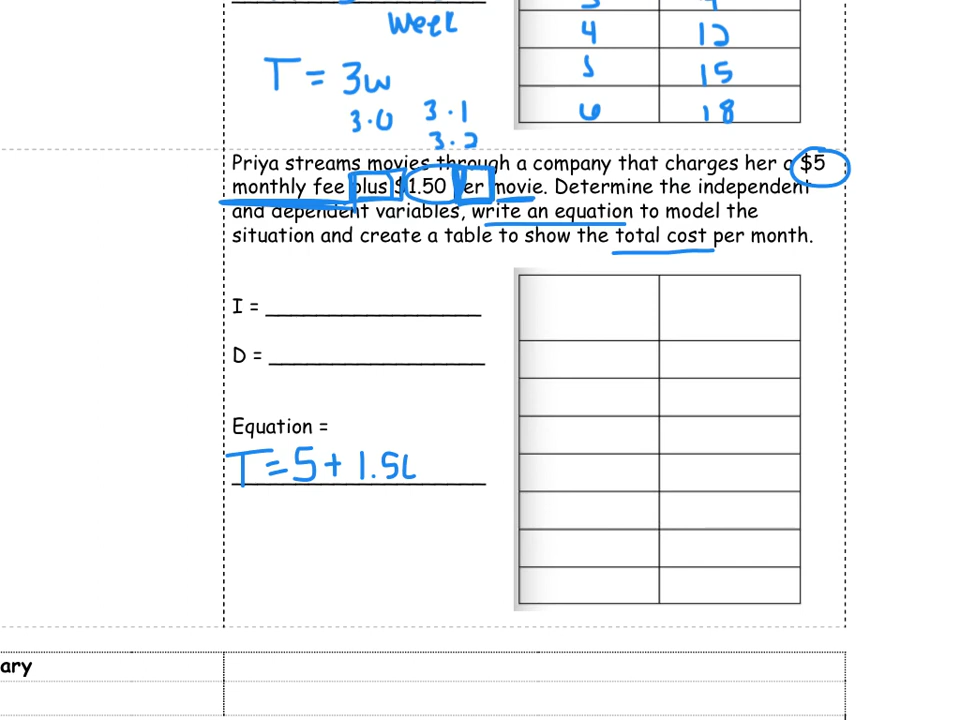 Week
4 12
T = 3w
5 15
3·0 3·1
6 18
3·2
Priya streams movies through a company that charges her a $5
monthly fee plus $1.50 per movie. Determine the independent
and dependent variables, write an equation to model the
situation and create a table to show the total cost per month.
I = ________________
D = ________________
Equation =
T = 5 + 1.5
ary